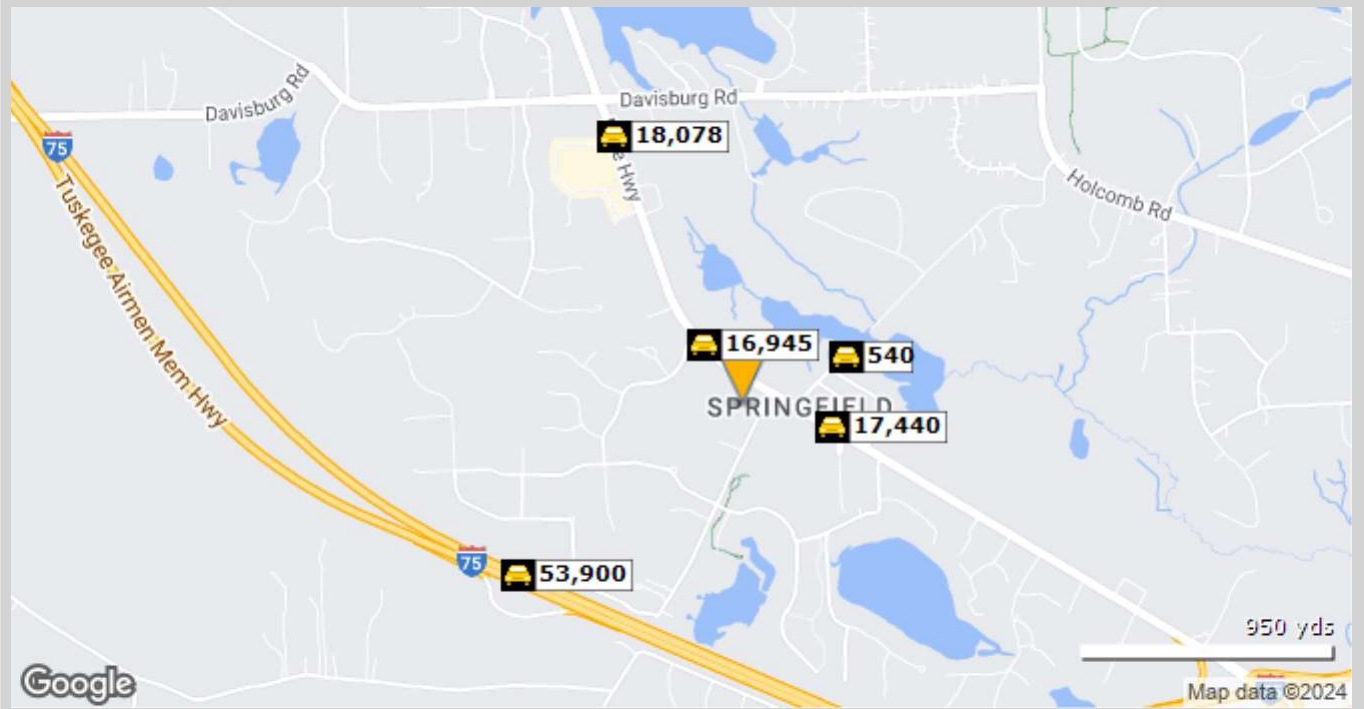 Davisburg Rd
Davisburg Rd
18,078
75
Hwy
Holcomb Rd
Tuskegee Airmen Mem Hwy
16,945
540
SPRINGFIELD
17,440
75
53,900
950 yds
Google
Map data ©2024